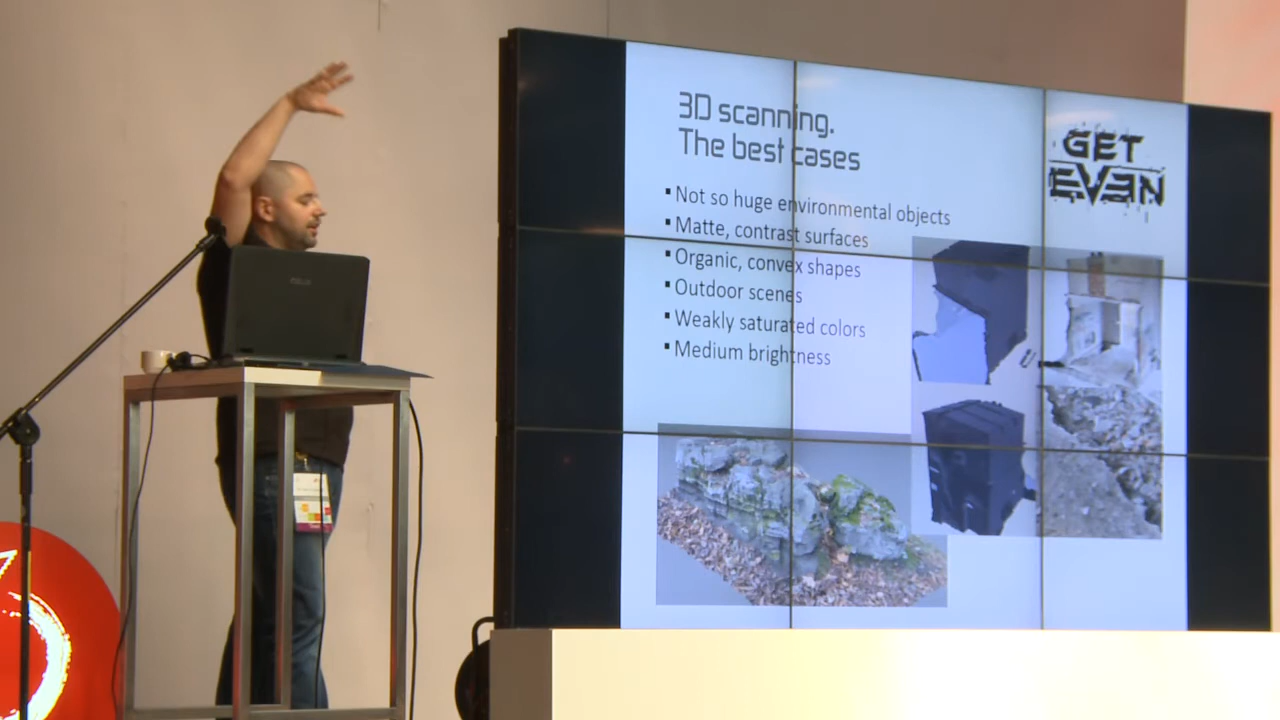 3D scanning.
The best cases
GET
EVEN
▪ Not so huge environmental objects
▪ Matte, contrast surfaces
▪ Organic, convex shapes
▪ Outdoor scenes
▪ Weakly saturated colors
▪ Medium brightness
ASUS